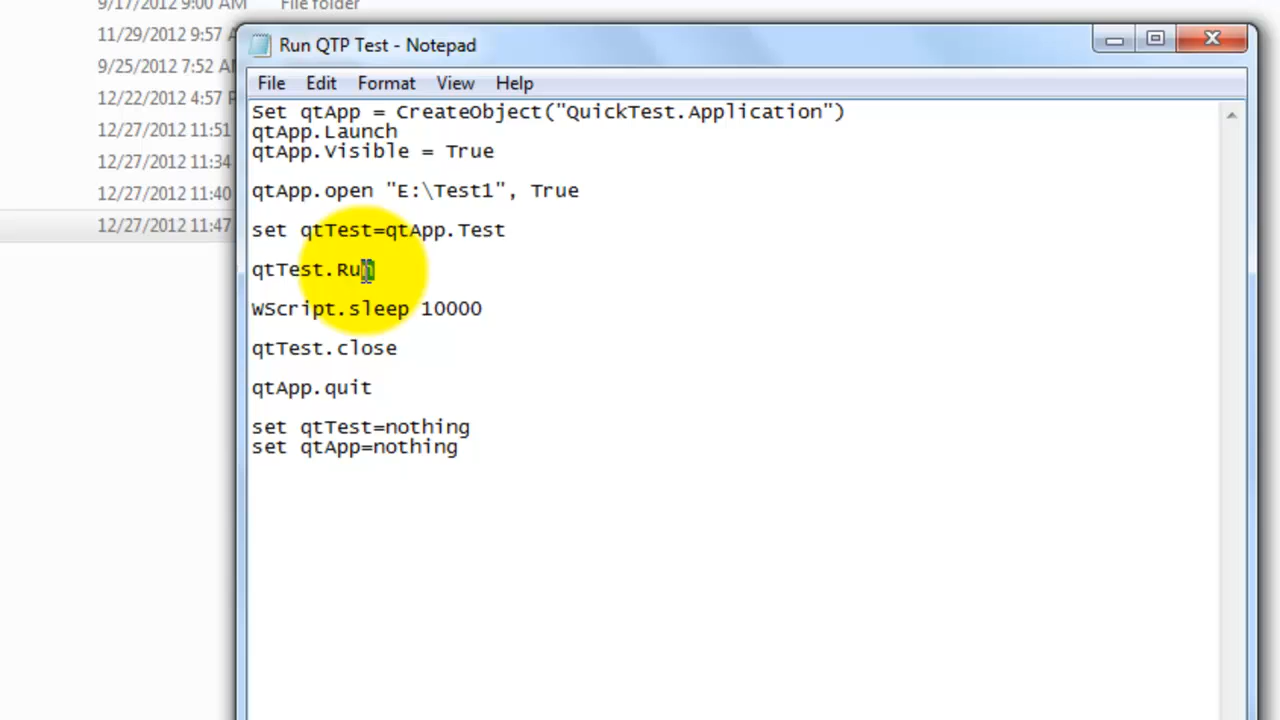 9/17/2012 9:00 AM File folder
11/29/2012 9:57
9/25/2012 7:52
12/22/2012 4:57
12/27/2012 11:51
12/27/2012 11:34
12/27/2012 11:40
12/27/2012 11:47
Run QTP Test - Notepad
File Edit Format View Help
Set qtApp = CreateObject("QuickTest.Application")
qtApp.Launch
qtApp.Visible = True
qtApp.open "E:\Test1", True
set qtTest=qtApp.Test
qtTest.Run
WScript.sleep 10000
qtTest.close
qtApp.quit
set qtTest=nothing
set qtApp=nothing